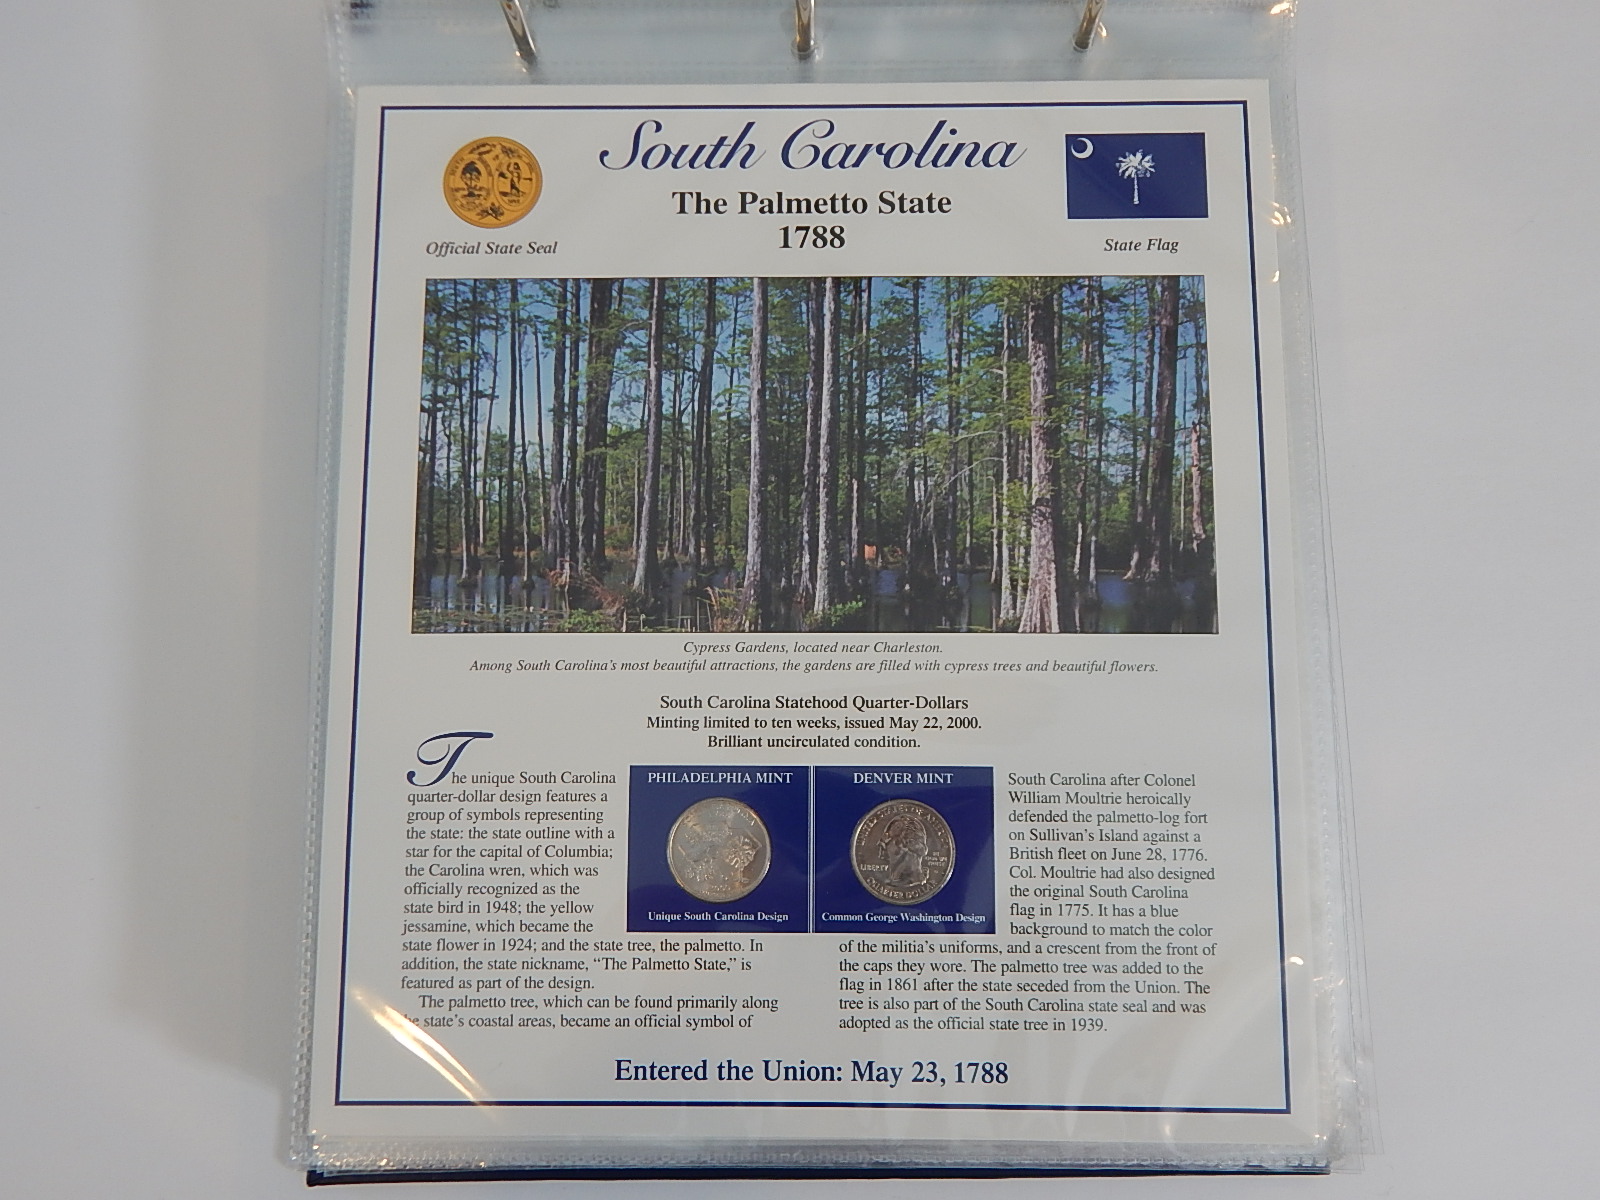 South Carolina
The Palmetto State
1788
Official State Seal
State Flag
Cypress Gardens, located near Charleston.
Among South Carolina's most beautiful attractions, the gardens are filled with cypress trees and beautiful flowers.
South Carolina Statehood Quarter-Dollars
Minting limited to ten weeks, issued May 22, 2000.
Brilliant uncirculated condition.
The unique South Carolina
quarter-dollar design features a
group of symbols representing
the state: the state outline with a
star for the capital of Columbia;
the Carolina wren, which was
officially recognized as the
state bird in 1948; the yellow
jessamine, which became the
state flower in 1924; and the state tree, the palmetto. In
addition, the state nickname, “The Palmetto State,” is
featured as part of the design.
The palmetto tree, which can be found primarily along
the state's coastal areas, became an official symbol of
PHILADELPHIA MINT
Unique South Carolina Design
DENVER MINT
LIBERTY
Common George Washington Design
South Carolina after Colonel
William Moultrie heroically
defended the palmetto-log fort
on Sullivan's Island against a
British fleet on June 28, 1776.
Col. Moultrie had also designed
the original South Carolina
flag in 1775. It has a blue
background to match the color
of the militia's uniforms, and a crescent from the front of
the caps they wore. The palmetto tree was added to the
flag in 1861 after the state seceded from the Union. The
tree is also part of the South Carolina state seal and was
adopted as the official state tree in 1939.
Entered the Union: May 23, 1788